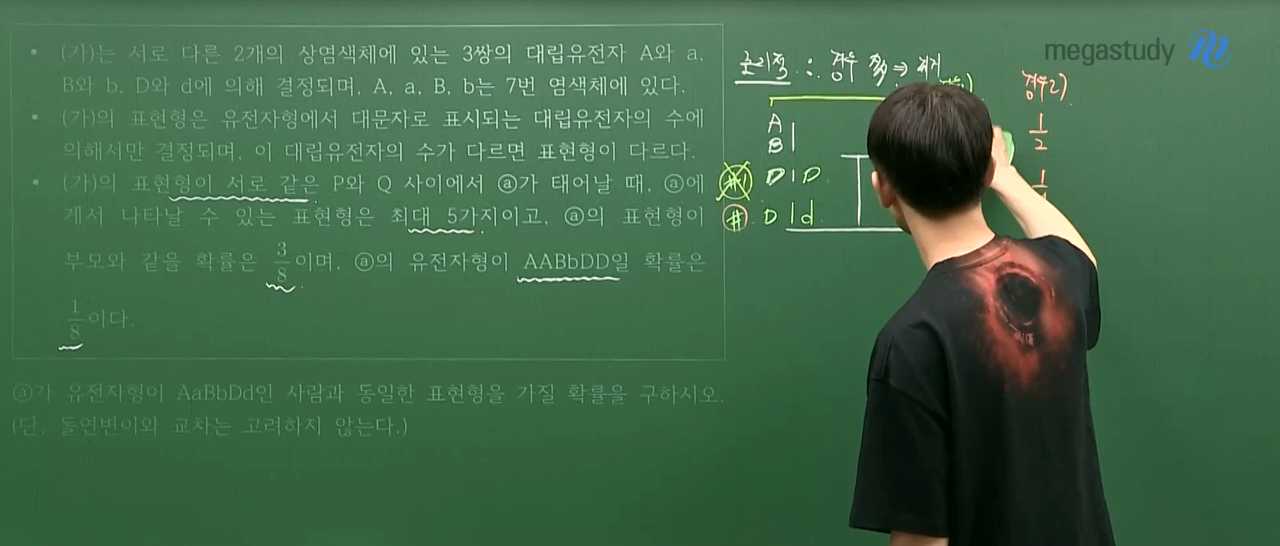 • (가)는 서로 다른 2개의 상염색체에 있는 3쌍의 대립유전자 A와 a,
B와 b, D와 d에 의해 결정되며, A, a, B, b는 7번 염색체에 있다.
• (가)의 표현형은 유전자형에서 대문자로 표시되는 대립유전자의 수에
의해서만 결정되며, 이 대립유전자의 수가 다르면 표현형이 다르다.
• (가)의 표현형이 서로 같은 P와 Q 사이에서 ⓐ가 태어날 때, ⓐ에
게서 나타날 수 있는 표현형은 최대 5가지이고, ⓐ의 표현형이
부모와 같을 확률은 3/8이며, ⓐ의 유전자형이 AABbDD일 확률은
1/8이다.
ⓐ가 유전자형이 AaBbDd인 사람과 동일한 표현형을 가질 확률을 구하시오.
(단, 돌연변이와 교차는 고려하지 않는다.)
megastudy
경우2)
A
B
1/2
D D
D d